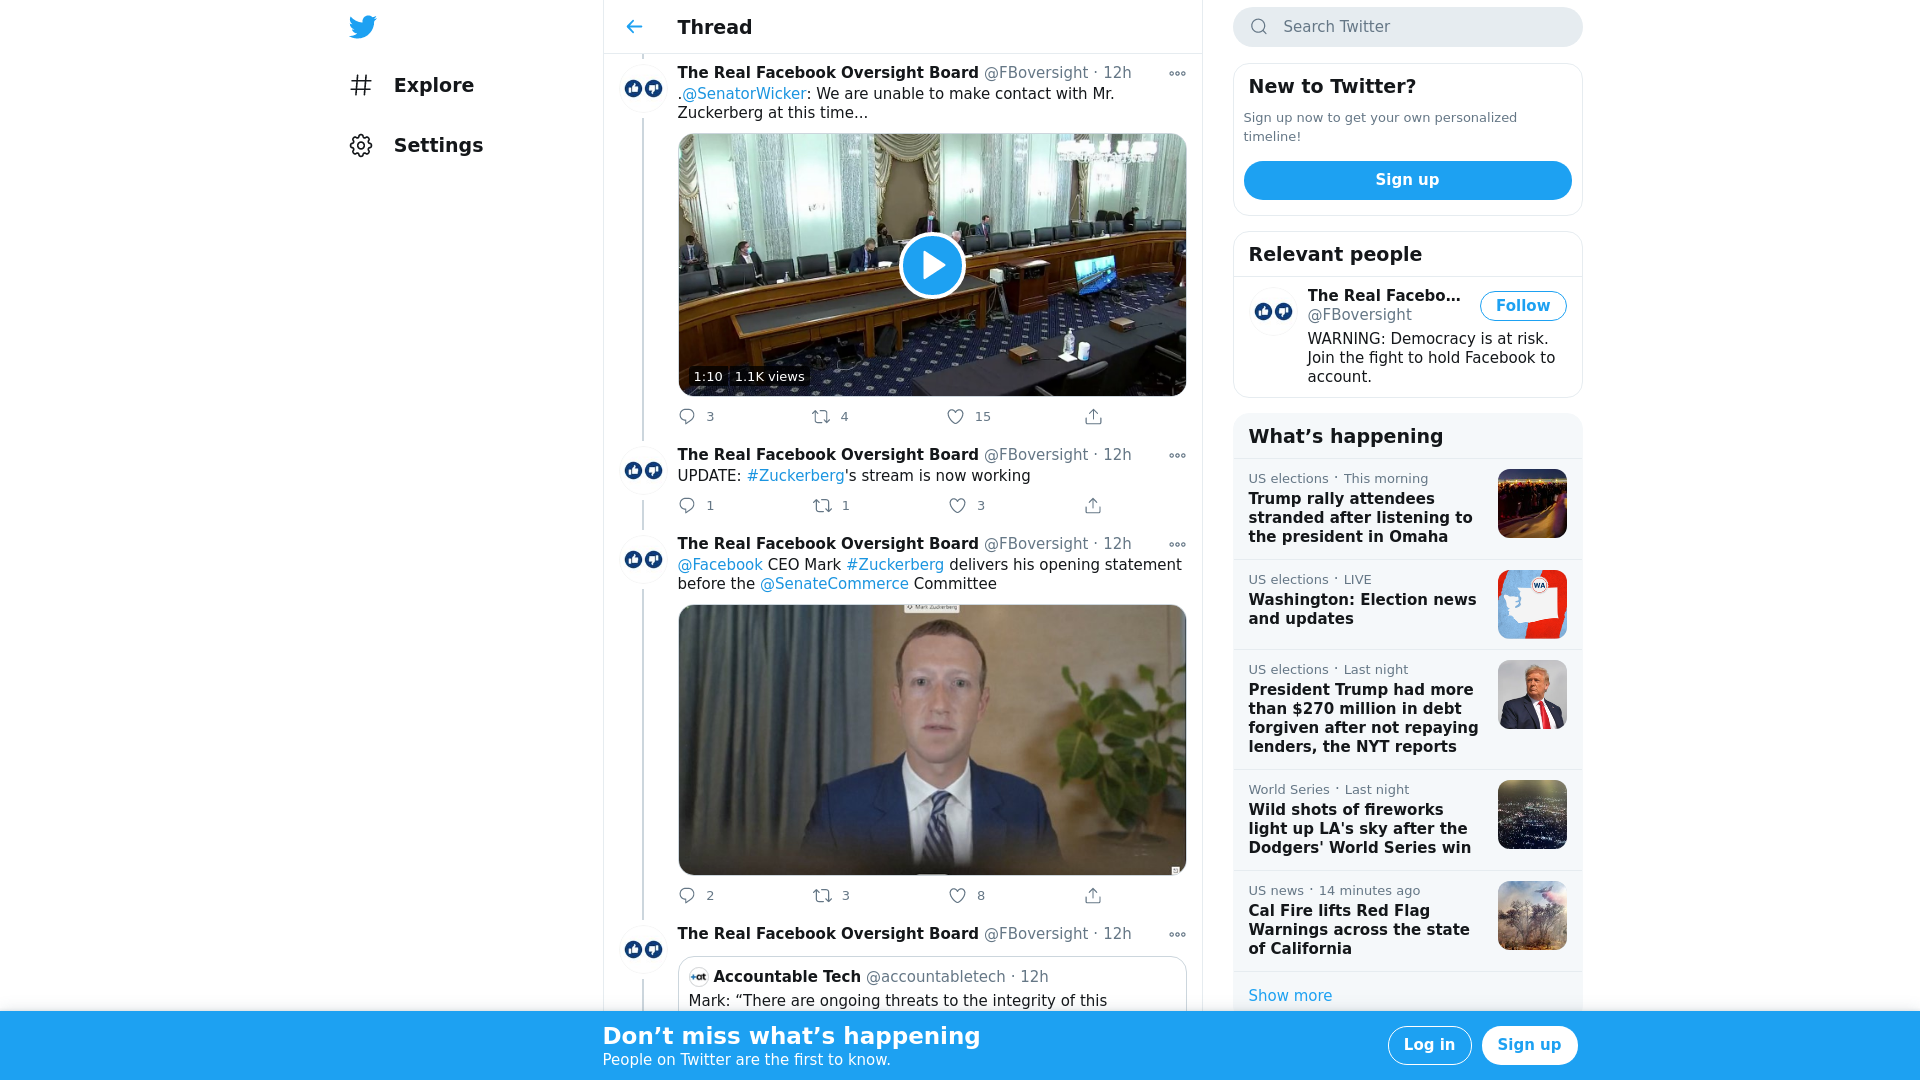 Explore
Settings
Thread
The Real Facebook Oversight Board @FBoversight · 12h
.@SenatorWicker: We are unable to make contact with Mr.
Zuckerberg at this time...
1:10 1.1K views
3 4 15
The Real Facebook Oversight Board @FBoversight · 12h
UPDATE: #Zuckerberg's stream is now working
1 1 3
The Real Facebook Oversight Board @FBoversight · 12h
@Facebook CEO Mark #Zuckerberg delivers his opening statement
before the @SenateCommerce Committee
Mark Zuckerberg
2 3 8
The Real Facebook Oversight Board @FBoversight · 12h
+at Accountable Tech @accountabletech · 12h
Mark: “There are ongoing threats to the integrity of this
Search Twitter
New to Twitter?
Sign up now to get your own personalized
timeline!
Sign up
Relevant people
The Real Facebo...
@FBoversight
Follow
WARNING: Democracy is at risk.
Join the fight to hold Facebook to
account.
What’s happening
US elections · This morning
Trump rally attendees
stranded after listening to
the president in Omaha
US elections · LIVE
Washington: Election news
and updates
WA
US elections · Last night
President Trump had more
than $270 million in debt
forgiven after not repaying
lenders, the NYT reports
World Series · Last night
Wild shots of fireworks
light up LA's sky after the
Dodgers' World Series win
US news · 14 minutes ago
Cal Fire lifts Red Flag
Warnings across the state
of California
Show more
Don’t miss what’s happening
People on Twitter are the first to know.
Log in
Sign up